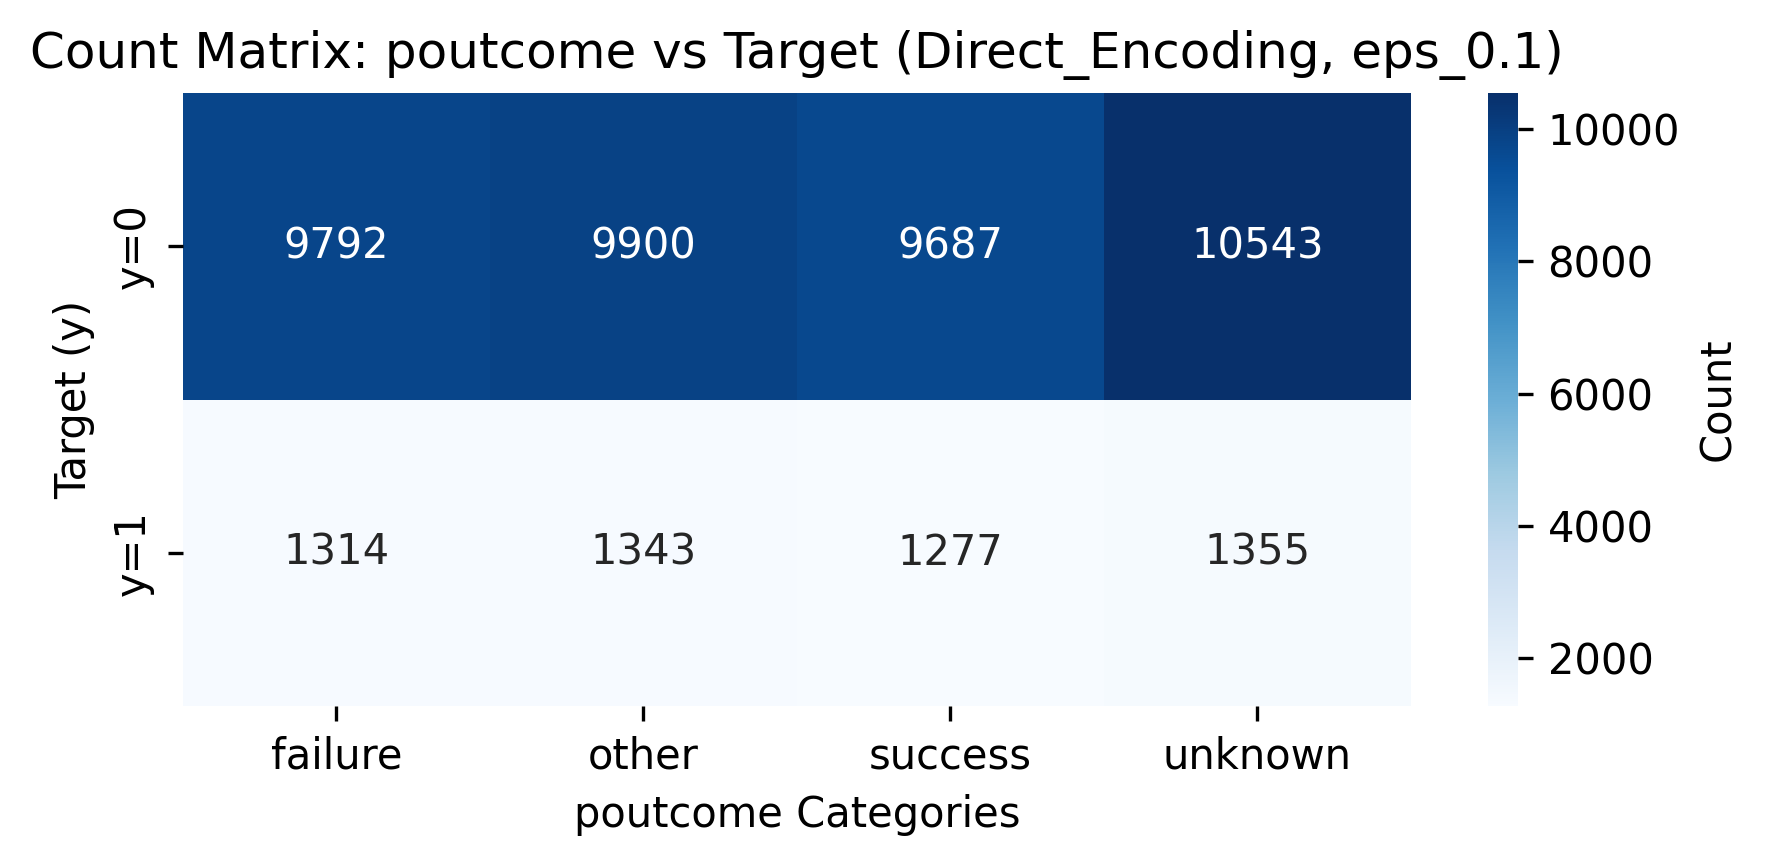 Count Matrix: poutcome vs Target (Direct_Encoding, eps_0.1)
Target (y)
y=0
9792 9900 9687 10543
y=1
1314 1343 1277 1355
failure other success unknown
poutcome Categories
10000
8000
6000
4000
2000
Count